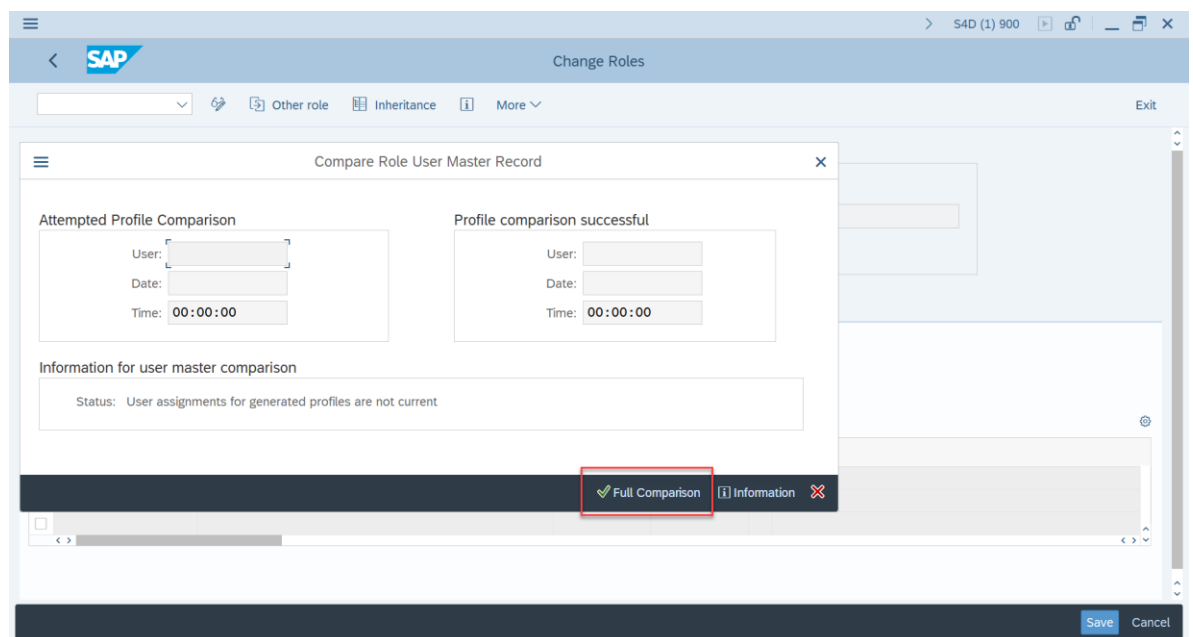 S4D (1) 900
SAP
Change Roles
Other role Inheritance More Exit
Compare Role User Master Record
Attempted Profile Comparison
User:
Date:
Time: 00:00:00
Profile comparison successful
User:
Date:
Time: 00:00:00
Information for user master comparison
Status: User assignments for generated profiles are not current
Full Comparison Information
Save Cancel